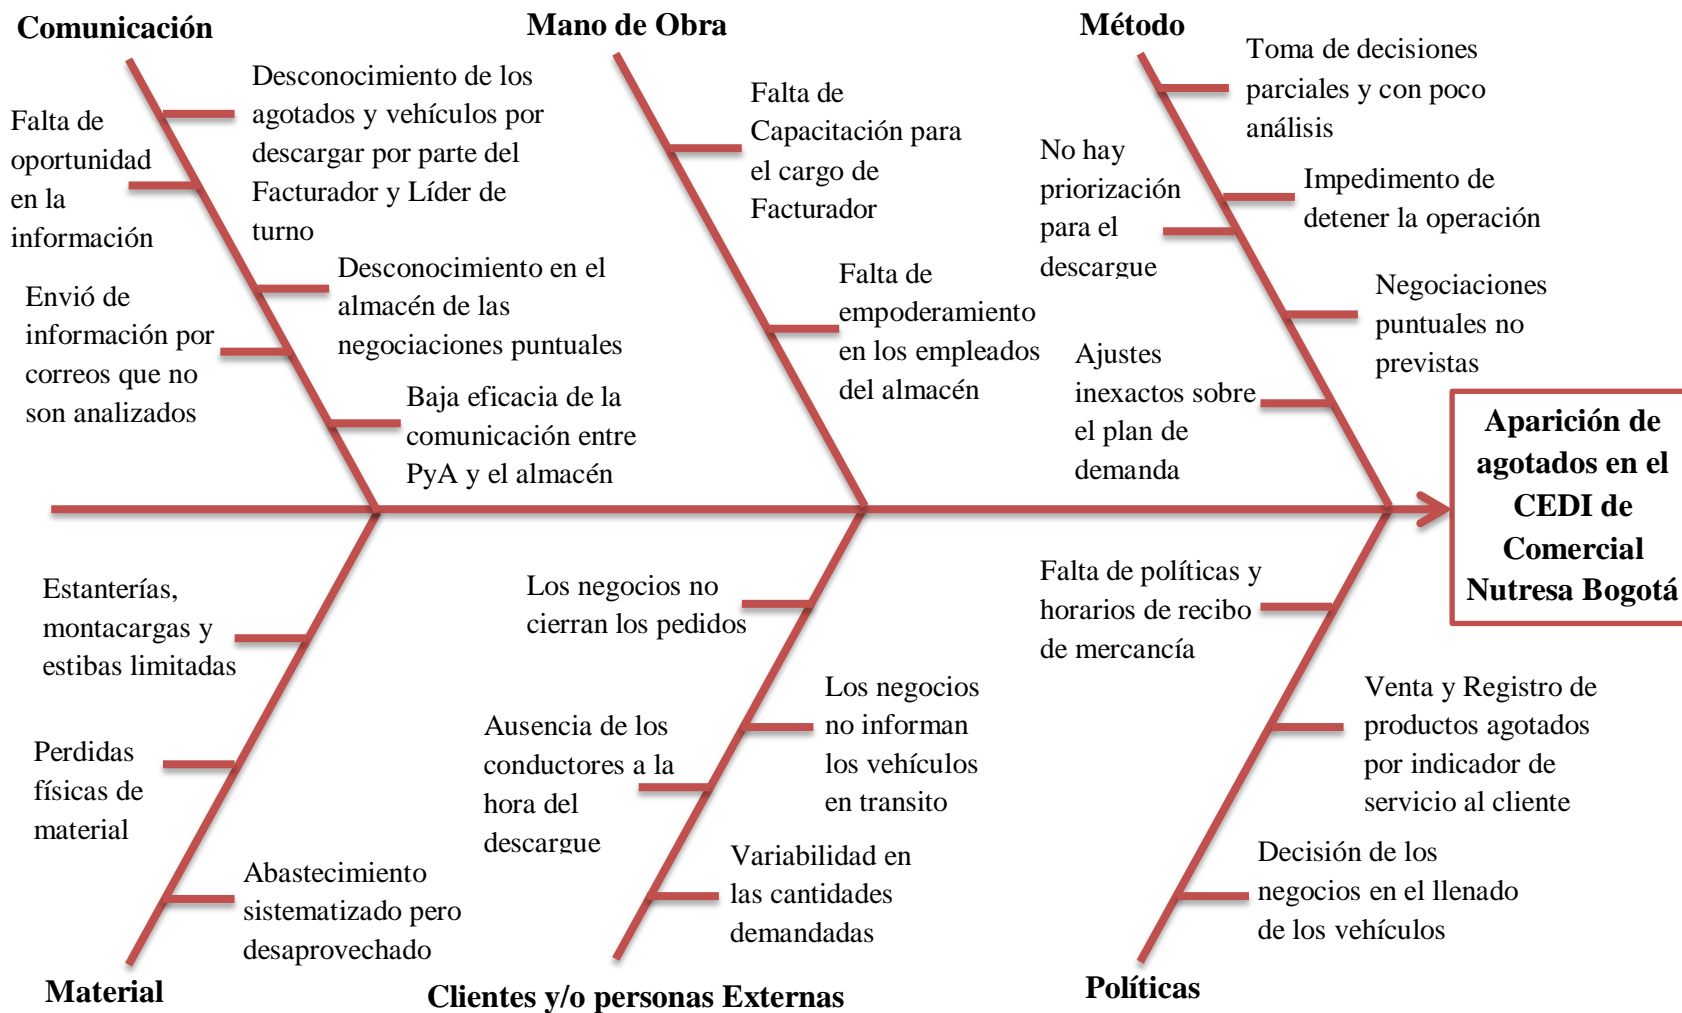 Comunicación
Desconocimiento de los
agotados y vehículos por
descargar por parte del
Facturador y Líder de
turno
Falta de
oportunidad
en la
información
Desconocimiento en el
almacén de las
negociaciones puntuales
Envió de
información por
correos que no
son analizados
Baja eficacia de la
comunicación entre
PyA y el almacén
Mano de Obra
Falta de
Capacitación para
el cargo de
Facturador
Falta de
empoderamiento
en los empleados
del almacén
Método
Toma de decisiones
parciales y con poco
análisis
No hay
priorización
para el
descargue
Impedimento de
detener la operación
Negociaciones
puntuales no
previstas
Ajustes
inexactos sobre
el plan de
demanda
Aparición de
agotados en el
CEDI de
Comercial
Nutresa Bogotá
Estanterías,
montacargas y
estibas limitadas
Perdidas
físicas de
material
Abastecimiento
sistematizado pero
desaprovechado
Material
Los negocios no
cierran los pedidos
Los negocios
no informan
los vehículos
en transito
Ausencia de los
conductores a la
hora del
descargue
Variabilidad en
las cantidades
demandadas
Clientes y/o personas Externas
Falta de políticas y
horarios de recibo
de mercancía
Venta y Registro de
productos agotados
por indicador de
servicio al cliente
Decisión de los
negocios en el llenado
de los vehículos
Políticas